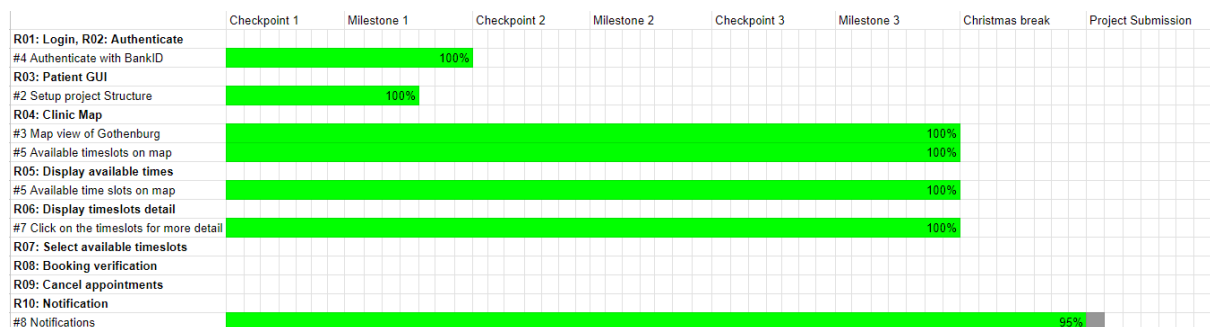 Checkpoint 1 Milestone 1 Checkpoint 2 Milestone 2 Checkpoint 3 Milestone 3 Christmas break Project Submission
R01: Login, R02: Authenticate
#4 Authenticate with BankID 100%
R03: Patient GUI
#2 Setup project Structure 100%
R04: Clinic Map
#3 Map view of Gothenburg 100%
#5 Available timeslots on map 100%
R05: Display available times
#5 Available time slots on map 100%
R06: Display timeslots detail
#7 Click on the timeslots for more detail 100%
R07: Select available timeslots
R08: Booking verification
R09: Cancel appointments
R10: Notification
#8 Notifications 95%